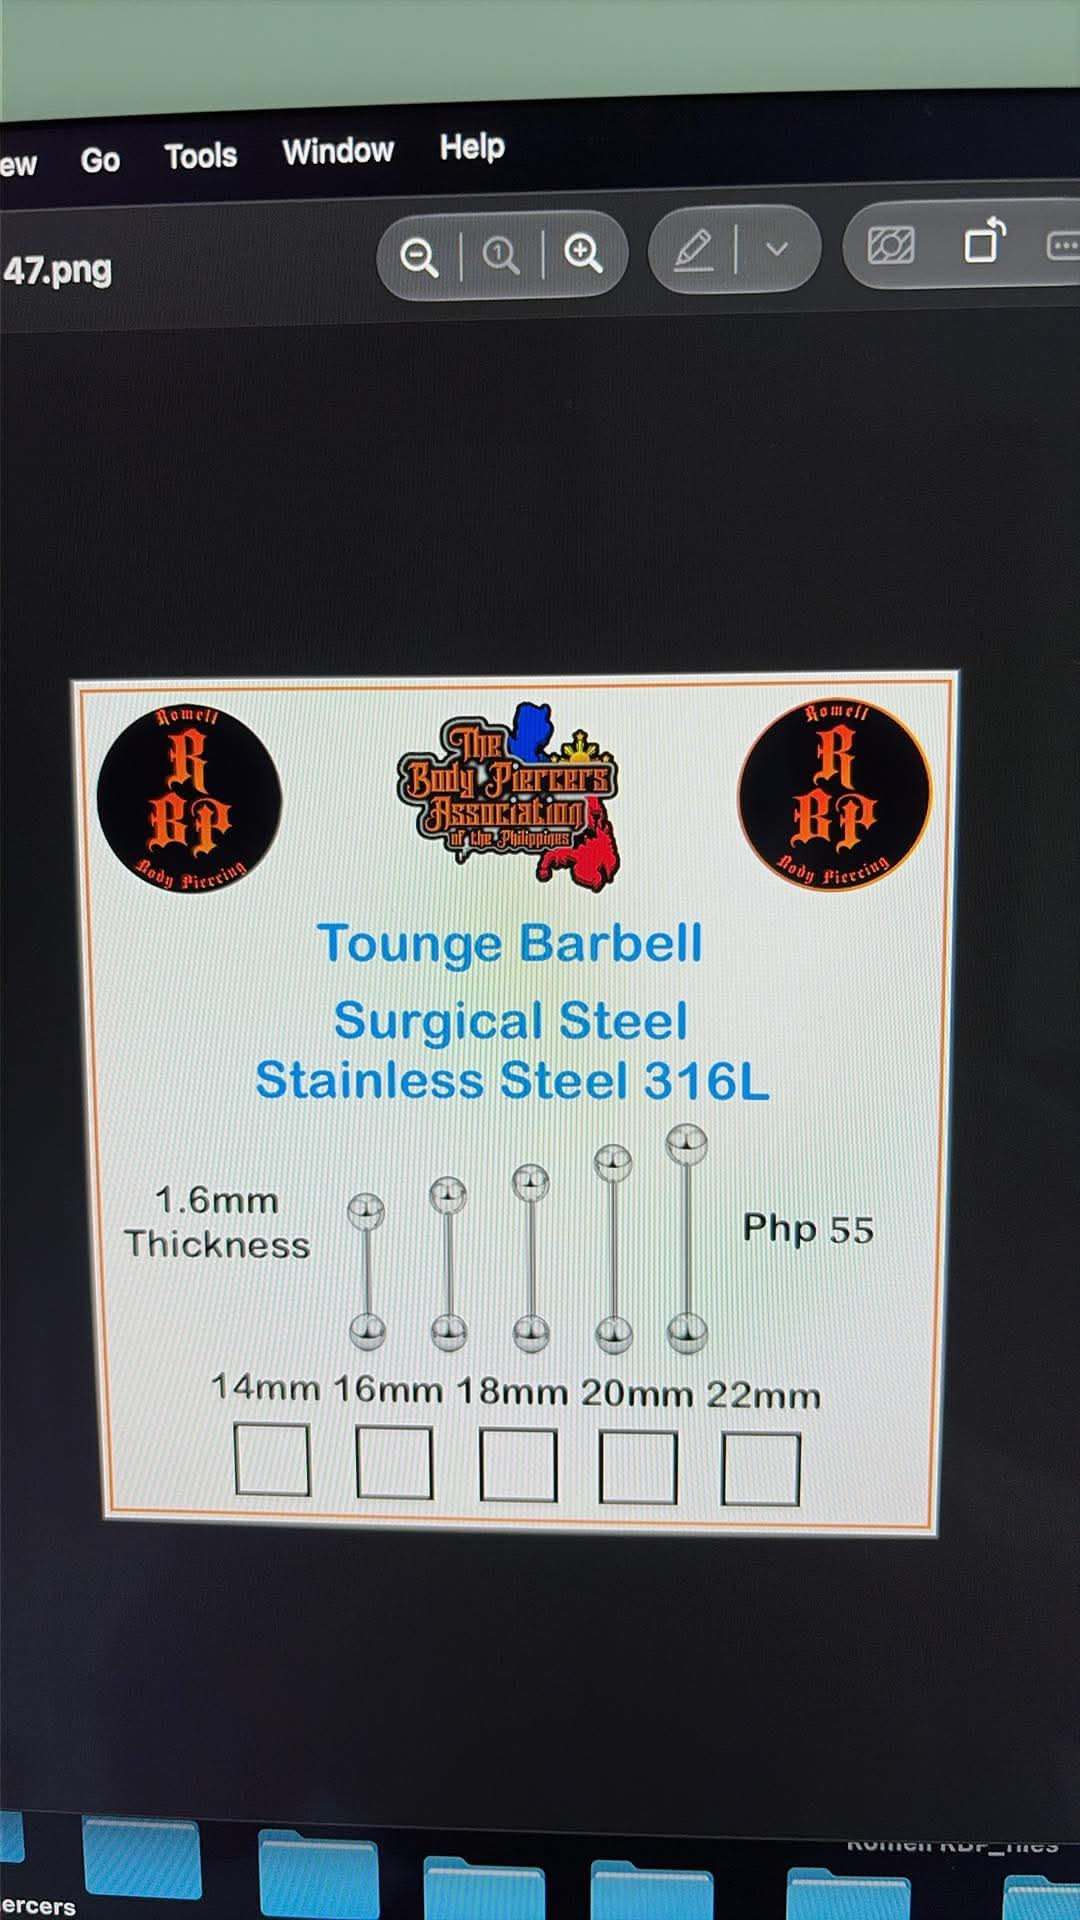 ew Go Tools Window Help
47.png
Romell
R
BP
Body Piercing
The
Body Piercers
Association
of the Philippines
Romell
R
BP
Body Piercing
Tounge Barbell
Surgical Steel
Stainless Steel 316L
1.6mm
Thickness
Php 55
14mm 16mm 18mm 20mm 22mm
Romell RBP_files
ercers